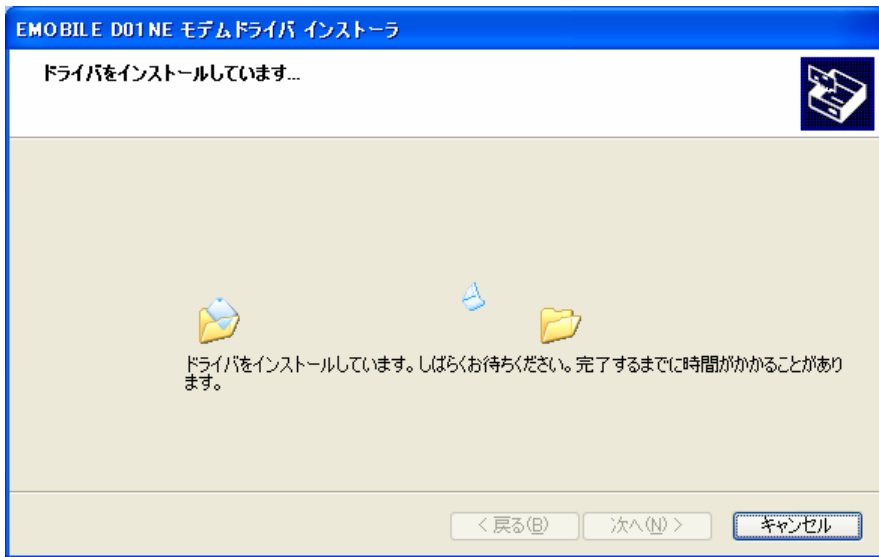 EMOBILE D01NE モデムドライバ インストーラ
ドライバをインストールしています...
ドライバをインストールしています。しばらくお待ちください。完了するまでに時間がかかることがあり
ます。
< 戻る(B)
次へ(N) >
キャンセル